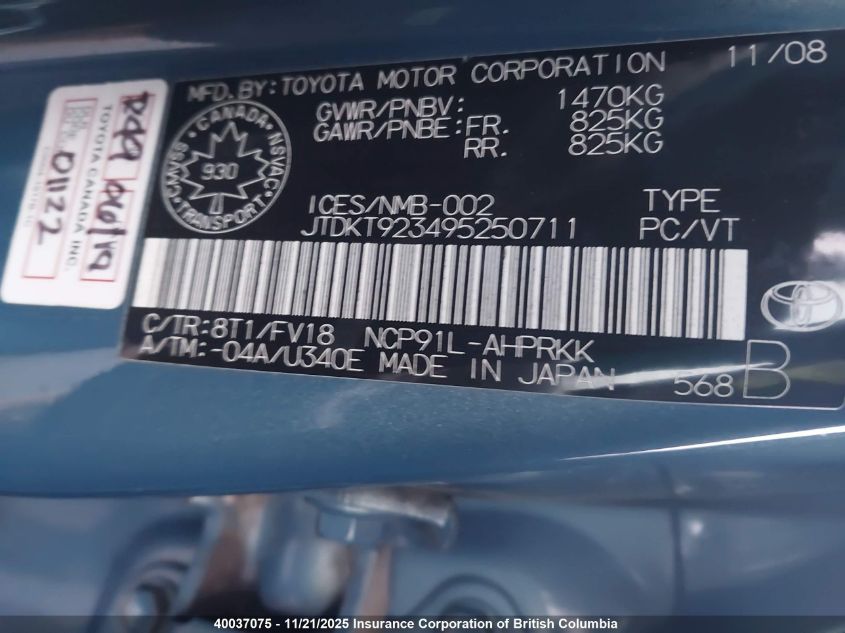 MFD.BY:TOYOTA MOTOR CORPORATION 11/08
GVWR/PNBV: 1470KG
GAWR/PNBE:FR. 825KG
RR. 825KG
CANADA
CMVSS NSVAC
930
TRANSPORT
ICES/NMB-002 TYPE
JTDKT923495250711 PC/VT
C/TR:8T1/FV18 NCP91L-AHPRKK
A/TM:-04A/U340E MADE IN JAPAN 568 B
TOYOTA CANADA INC.
01122
40037075 - 11/21/2025 Insurance Corporation of British Columbia